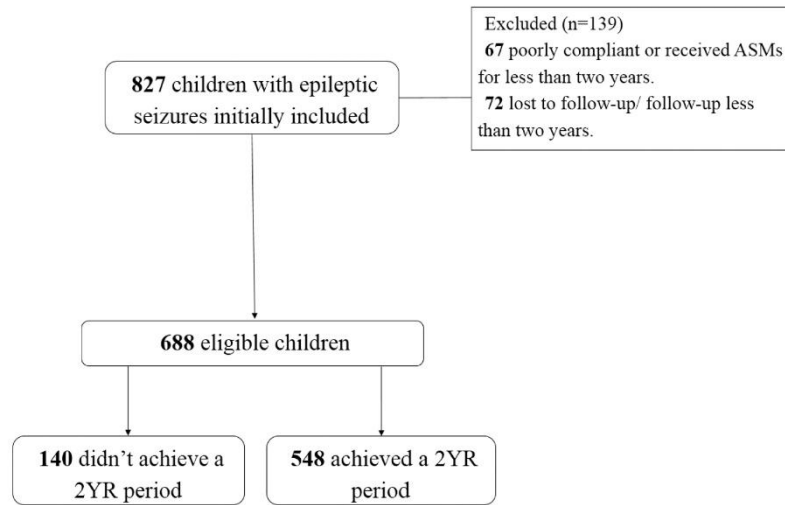 827 children with epileptic
seizures initially included
Excluded (n=139)
67 poorly compliant or received ASMs
for less than two years.
72 lost to follow-up/ follow-up less
than two years.
688 eligible children
140 didn’t achieve a
2YR period
548 achieved a 2YR
period